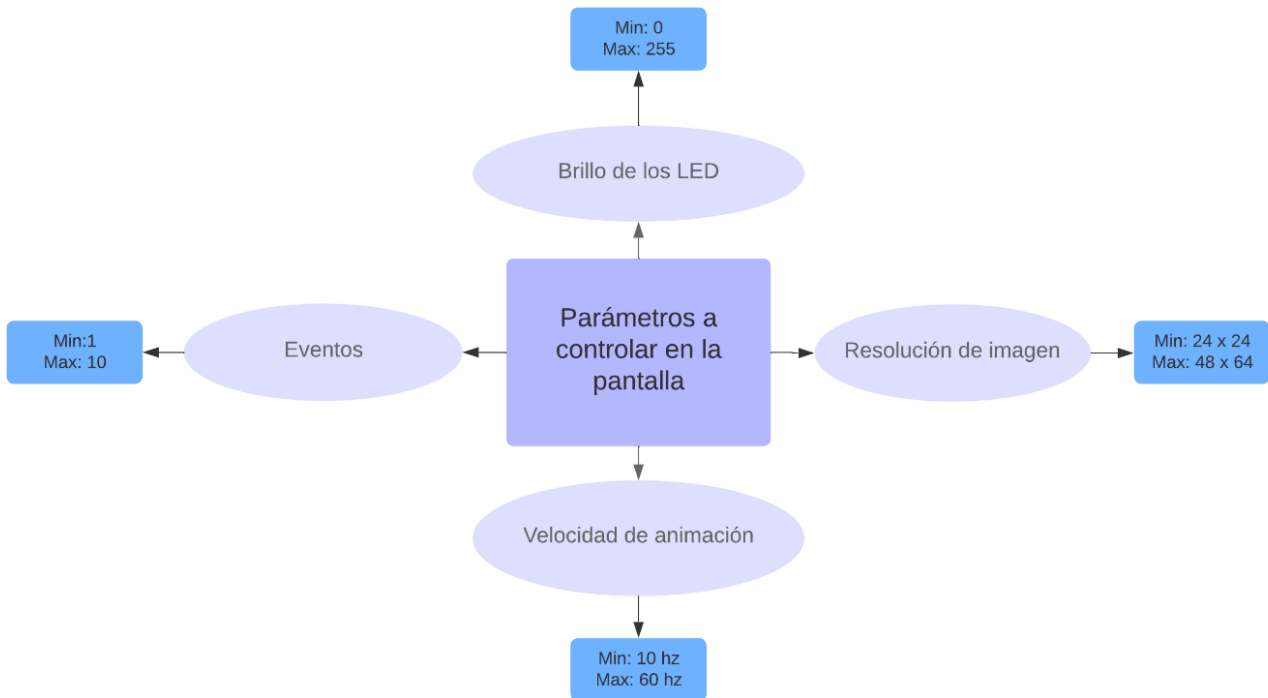 Min: 0
Max: 255
Brillo de los LED
Parámetros a
controlar en la
pantalla
Eventos
Min:1
Max: 10
Resolución de imagen
Min: 24 x 24
Max: 48 x 64
Velocidad de animación
Min: 10 hz
Max: 60 hz